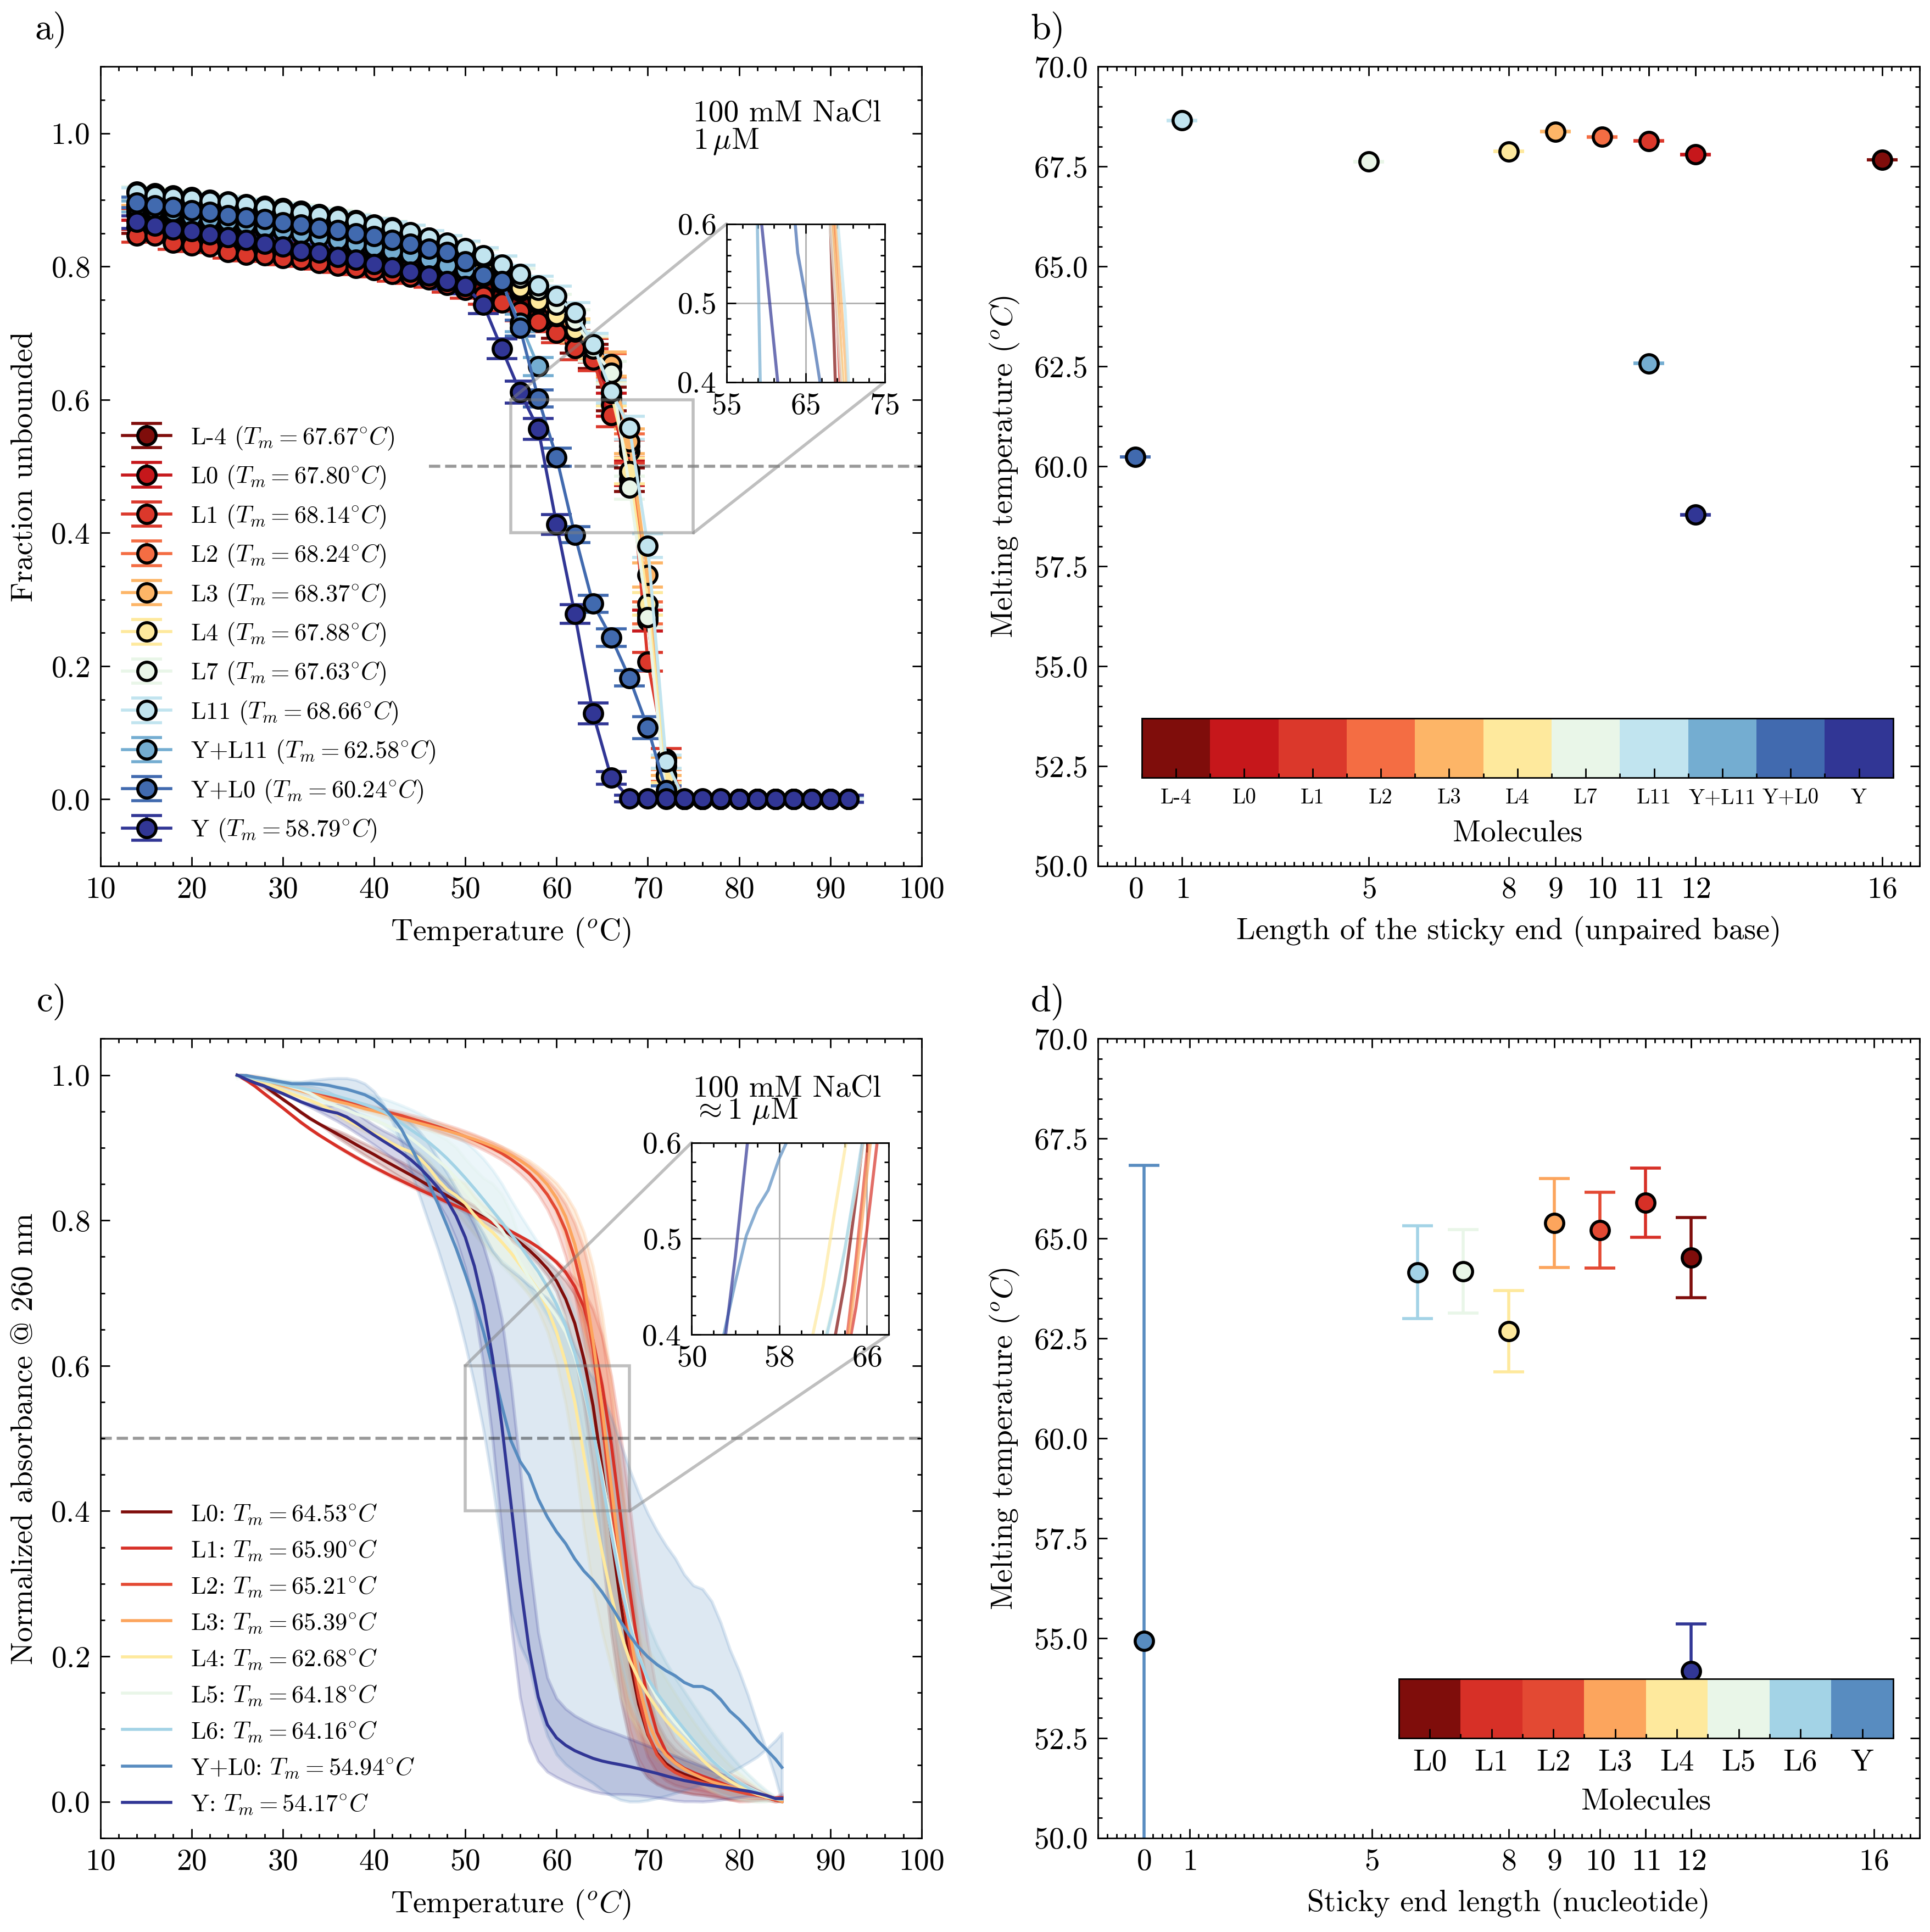 a)
100 mM NaCl
1 μM
Fraction unbounded
1.0
0.8
0.6
0.4
0.2
0.0
0.6
0.5
0.4
55 65 75
L-4 (T_m = 67.67°C)
L0 (T_m = 67.80°C)
L1 (T_m = 68.14°C)
L2 (T_m = 68.24°C)
L3 (T_m = 68.37°C)
L4 (T_m = 67.88°C)
L7 (T_m = 67.63°C)
L11 (T_m = 68.66°C)
Y+L11 (T_m = 62.58°C)
Y+L0 (T_m = 60.24°C)
Y (T_m = 58.79°C)
10 20 30 40 50 60 70 80 90 100
Temperature (°C)
b)
Melting temperature (°C)
70.0
67.5
65.0
62.5
60.0
57.5
55.0
52.5
50.0
L-4 L0 L1 L2 L3 L4 L7 L11 Y+L11 Y+L0 Y
Molecules
0 1 5 8 9 10 11 12 16
Length of the sticky end (unpaired base)
c)
100 mM NaCl
≈1 μM
Normalized absorbance @ 260 nm
1.0
0.8
0.6
0.4
0.2
0.0
0.6
0.5
0.4
50 58 66
L0: T_m = 64.53°C
L1: T_m = 65.90°C
L2: T_m = 65.21°C
L3: T_m = 65.39°C
L4: T_m = 62.68°C
L5: T_m = 64.18°C
L6: T_m = 64.16°C
Y+L0: T_m = 54.94°C
Y: T_m = 54.17°C
10 20 30 40 50 60 70 80 90 100
Temperature (°C)
d)
Melting temperature (°C)
70.0
67.5
65.0
62.5
60.0
57.5
55.0
52.5
50.0
L0 L1 L2 L3 L4 L5 L6 Y
Molecules
0 1 5 8 9 10 11 12 16
Sticky end length (nucleotide)